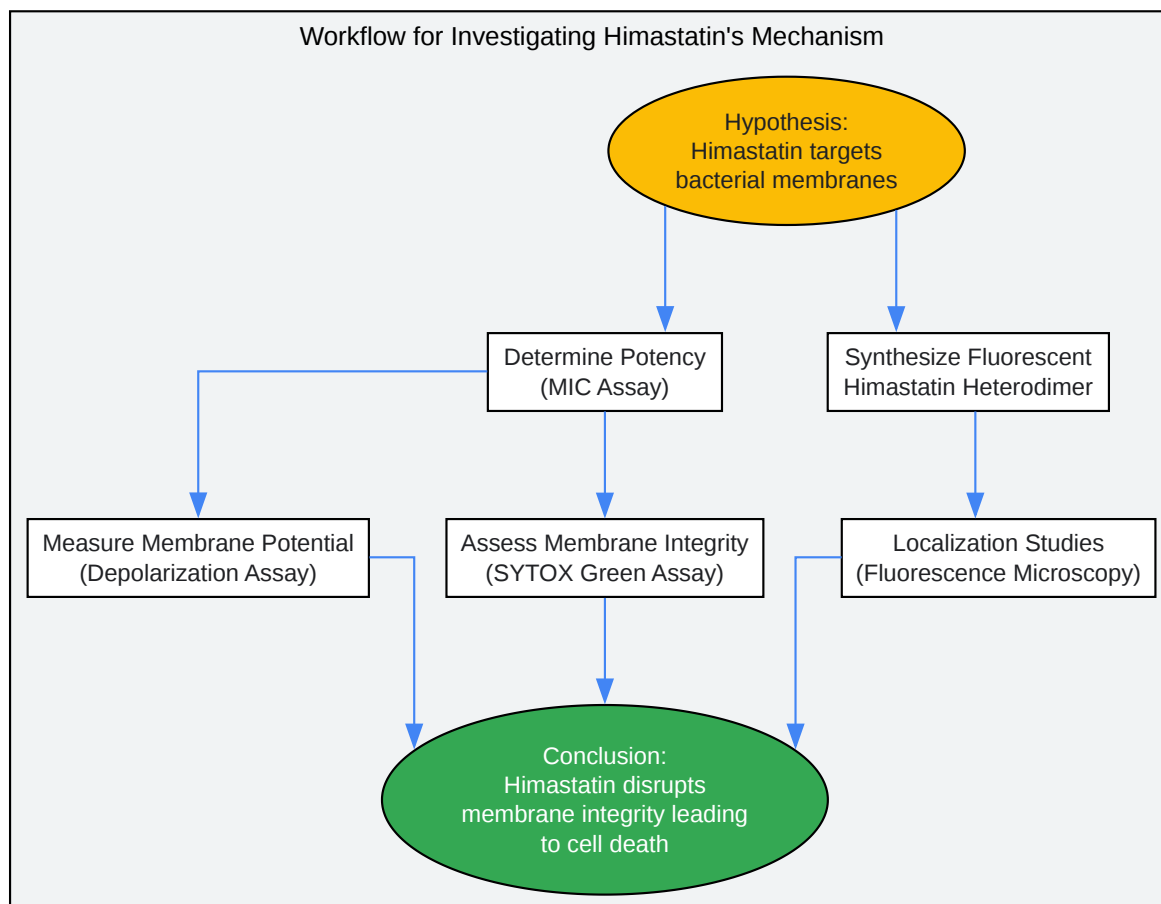 Workflow for Investigating Himastatin's Mechanism
Hypothesis:
Himastatin targets
bacterial membranes
Determine Potency
(MIC Assay)
Synthesize Fluorescent
Himastatin Heterodimer
Measure Membrane Potential
(Depolarization Assay)
Assess Membrane Integrity
(SYTOX Green Assay)
Localization Studies
(Fluorescence Microscopy)
Conclusion:
Himastatin disrupts
membrane integrity leading
to cell death